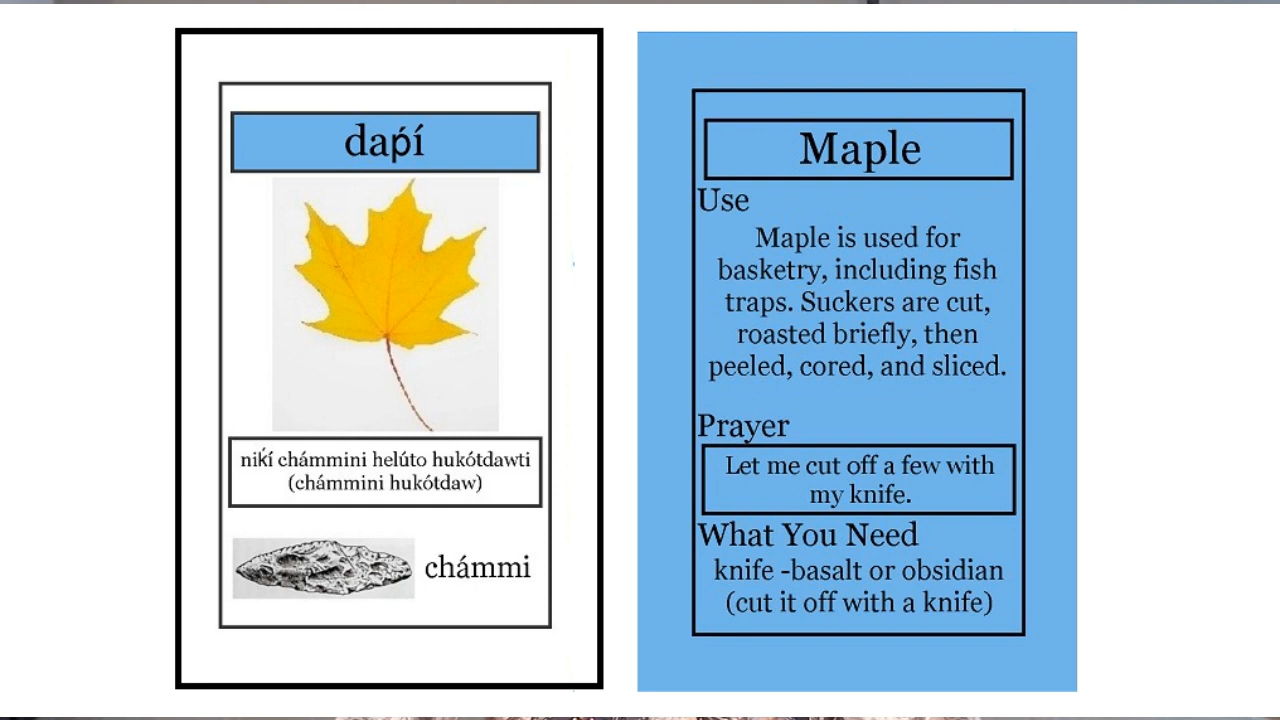 daṕí
niḱí chámmini helúto hukótdawti
(chámmini hukótdaw)
chámmi
Maple
Use
Maple is used for
basketry, including fish
traps. Suckers are cut,
roasted briefly, then
peeled, cored, and sliced.
Prayer
Let me cut off a few with
my knife.
What You Need
knife -basalt or obsidian
(cut it off with a knife)